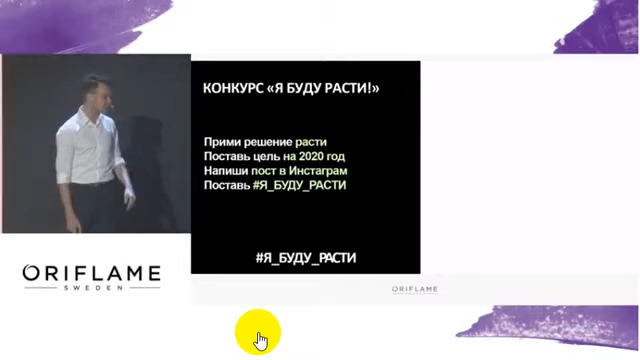 КОНКУРС «Я БУДУ РАСТИ!»
Прими решение расти
Поставь цель на 2020 год
Напиши пост в Инстаграм
Поставь #Я_БУДУ_РАСТИ
#Я_БУДУ_РАСТИ
ORIFLAME
SWEDEN
ORIFLAME